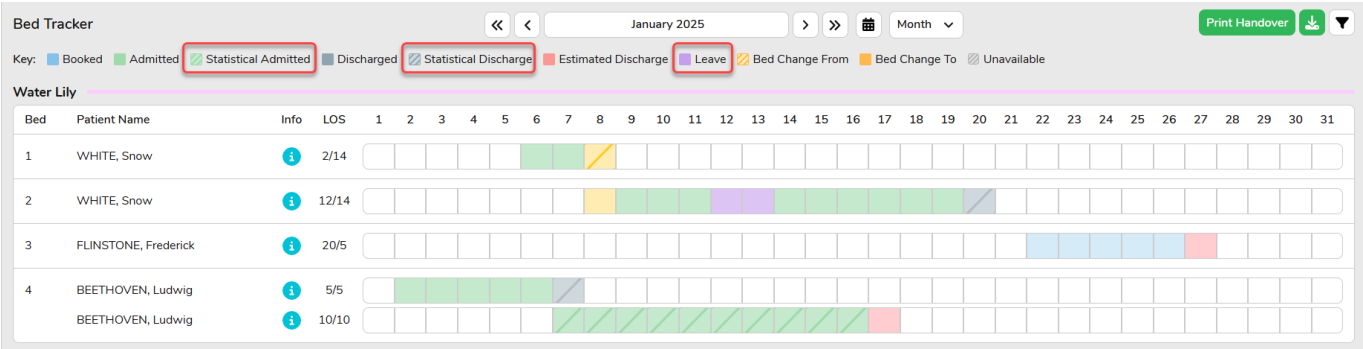 Bed Tracker « ‹ January 2025 › » Month Print Handover
Key: Booked Admitted Statistical Admitted Discharged Statistical Discharge Estimated Discharge Leave Bed Change From Bed Change To Unavailable
Water Lily
Bed Patient Name Info LOS 1 2 3 4 5 6 7 8 9 10 11 12 13 14 15 16 17 18 19 20 21 22 23 24 25 26 27 28 29 30 31
1 WHITE, Snow i 2/14
2 WHITE, Snow i 12/14
3 FLINSTONE, Frederick i 20/5
4 BEETHOVEN, Ludwig i 5/5
BEETHOVEN, Ludwig i 10/10